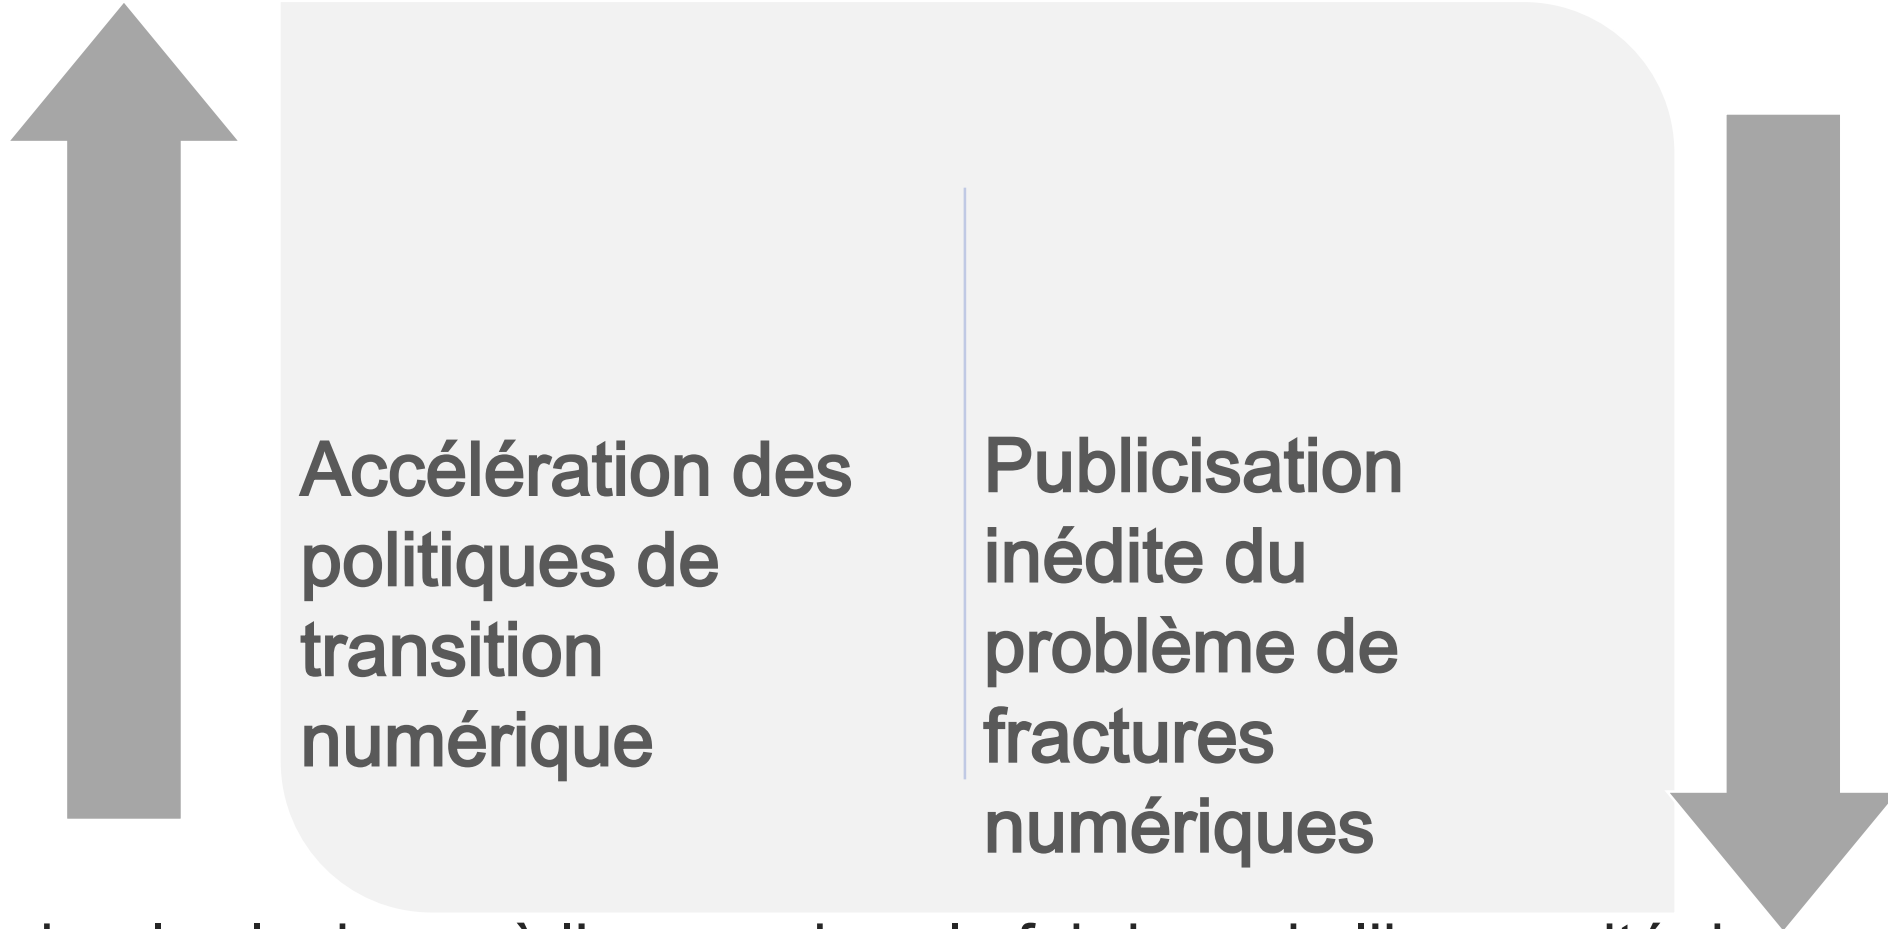 Accélération des
politiques de
transition
numérique
Publicisation
inédite du
problème de
fractures
numériques